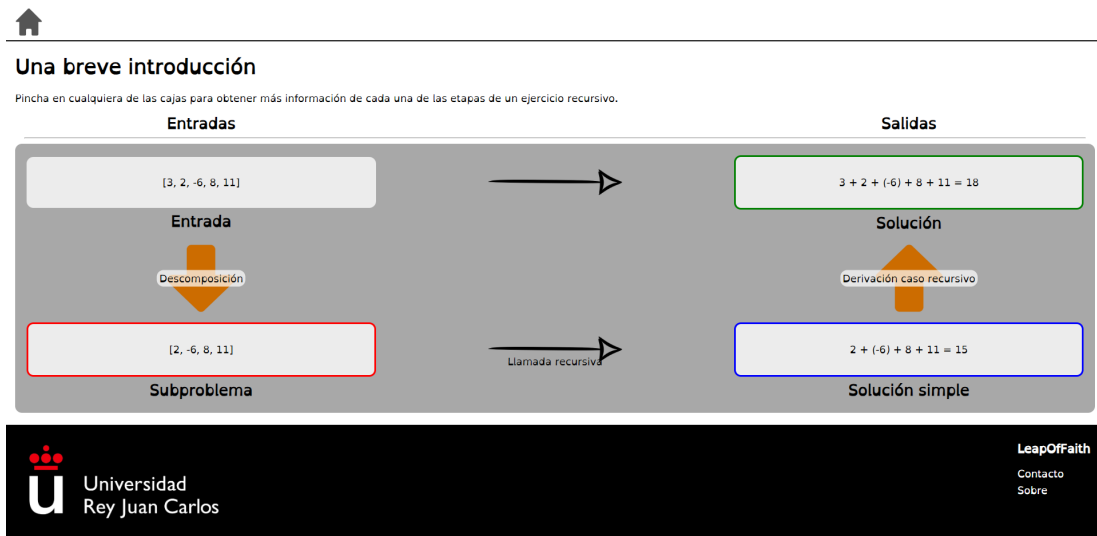 Una breve introducción
Pincha en cualquiera de las cajas para obtener más información de cada una de las etapas de un ejercicio recursivo.
Entradas
Salidas
[3, 2, -6, 8, 11]
3 + 2 + (-6) + 8 + 11 = 18
Entrada
Solución
Descomposición
Derivación caso recursivo
[2, -6, 8, 11]
2 + (-6) + 8 + 11 = 15
Llamada recursiva
Subproblema
Solución simple
LeapOfFaith
Contacto
Sobre
u
Universidad
Rey Juan Carlos